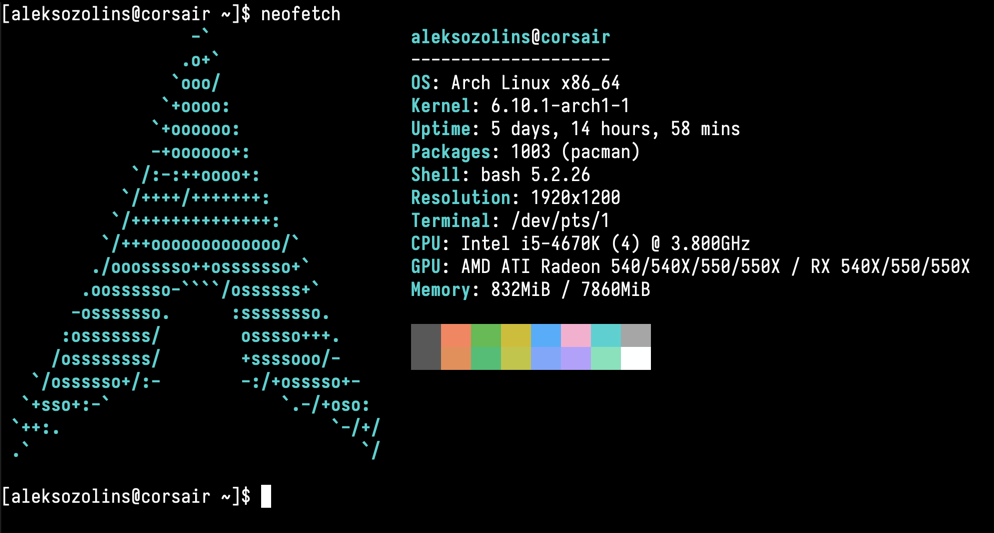 [aleksozolins@corsair ~]$ neofetch
                   -`                    aleksozolins@corsair
                  .o+`                   --------------------
                 `ooo/                   OS: Arch Linux x86_64
                `+oooo:                  Kernel: 6.10.1-arch1-1
               `+oooooo:                 Uptime: 5 days, 14 hours, 58 mins
               -+oooooo+:                Packages: 1003 (pacman)
             `/:-:++oooo+:               Shell: bash 5.2.26
            `/++++/+++++++:              Resolution: 1920x1200
           `/++++++++++++++:             Terminal: /dev/pts/1
          `/+++ooooooooooooo/`           CPU: Intel i5-4670K (4) @ 3.800GHz
         ./ooosssso++osssssso+`          GPU: AMD ATI Radeon 540/540X/550/550X / RX 540X/550/550X
        .oossssso-````/ossssss+`         Memory: 832MiB / 7860MiB
       -osssssso.      :ssssssso.
      :osssssss/        osssso+++.
     /ossssssss/        +ssssooo/-
   `/ossssso+/:-        -:/+osssso+-
  `+sso+:-`                 `.-/+oso:
 `++:.                           `-/+/
 .`                                 `/
[aleksozolins@corsair ~]$